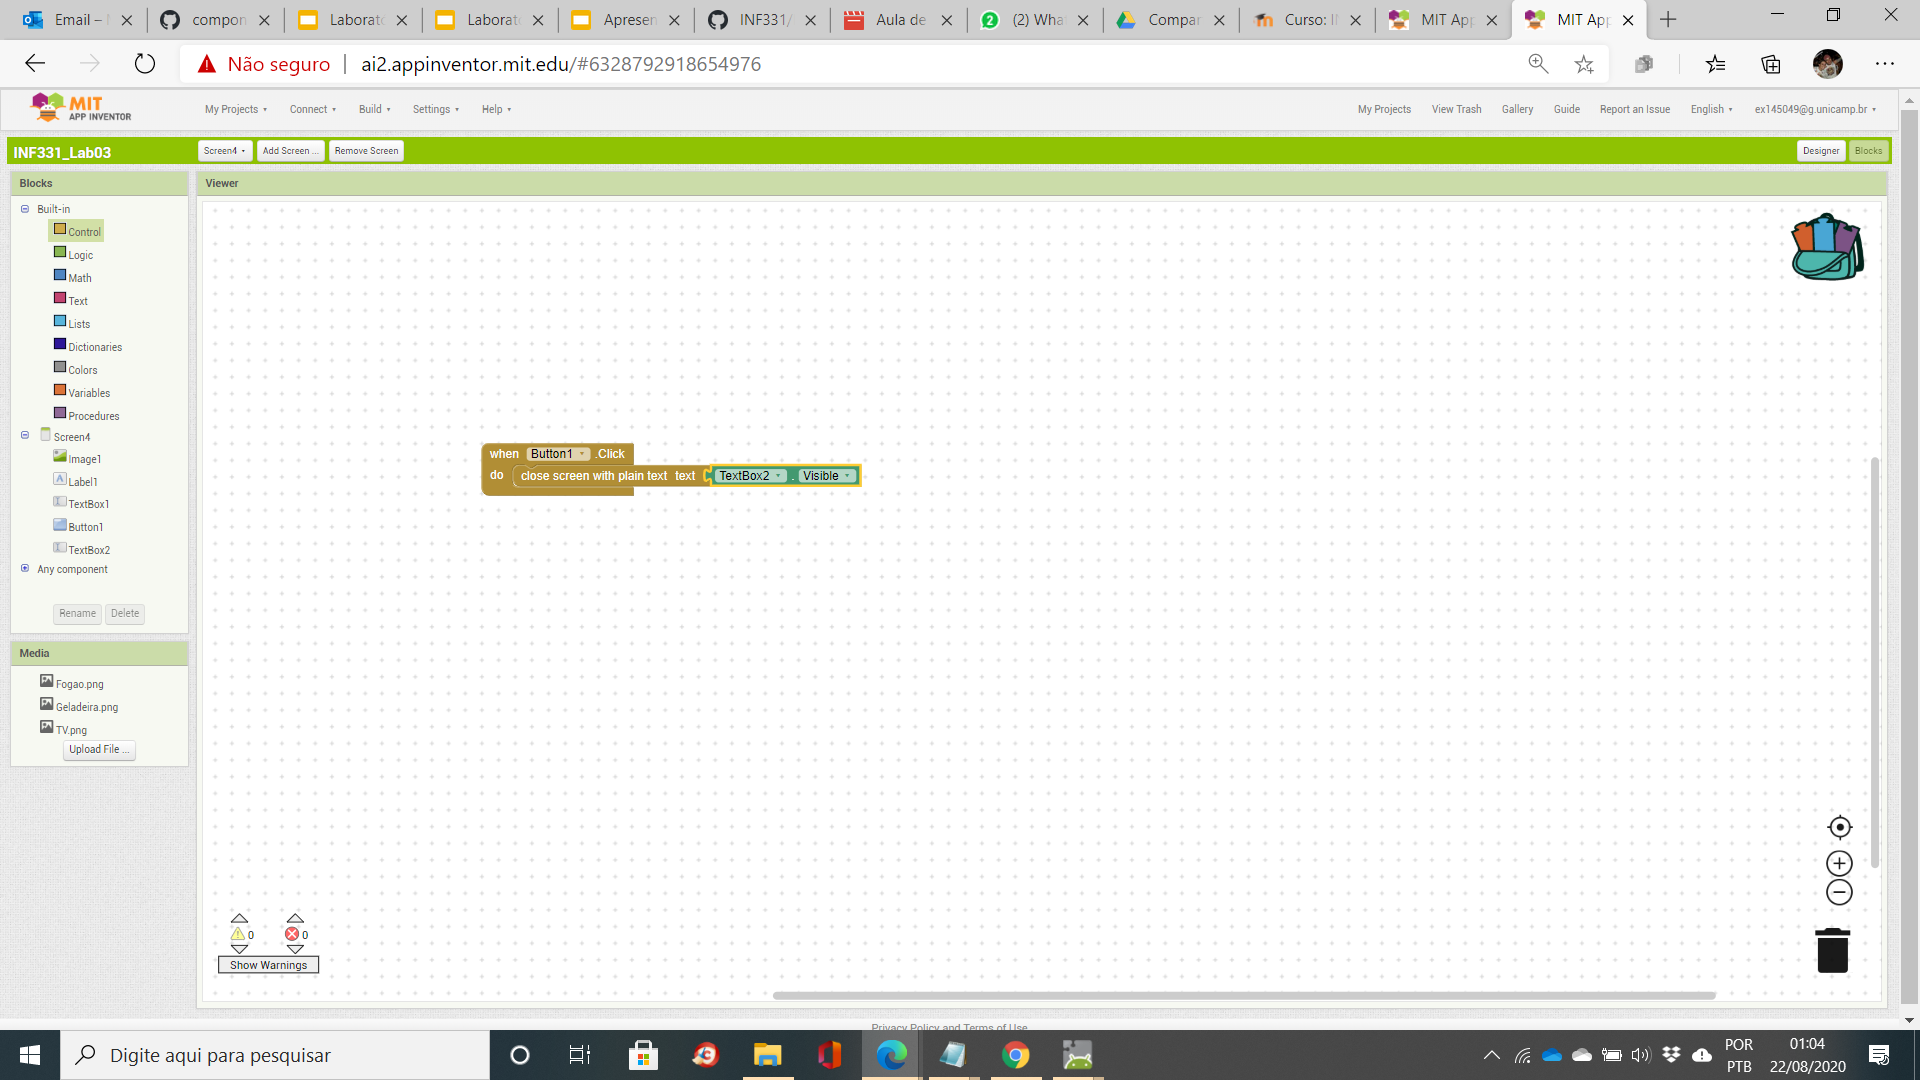 Email –
compon
Laborat
Laborat
Apresen
INF331/
Aula de
2 (2) Wha
Compar
Curso: I
MIT App
MIT App
Não seguro ai2.appinventor.mit.edu/#6328792918654976
MIT
APP INVENTOR
My Projects Connect Build Settings Help My Projects View Trash Gallery Guide Report an Issue English ex145049@g.unicamp.br
INF331_Lab03 Screen4 Add Screen ... Remove Screen Designer Blocks
Blocks
Viewer
Built-in
Control
Logic
Math
Text
Lists
Dictionaries
Colors
Variables
Procedures
Screen4
Image1
A Label1
TextBox1
Button1
TextBox2
Any component
Rename Delete
Media
Fogao.png
Geladeira.png
TV.png
Upload File ...
when Button1 .Click
do close screen with plain text text TextBox2 . Visible
0 0
Show Warnings
Privacy Policy and Terms of Use
Digite aqui para pesquisar
POR
PTB
01:04
22/08/2020